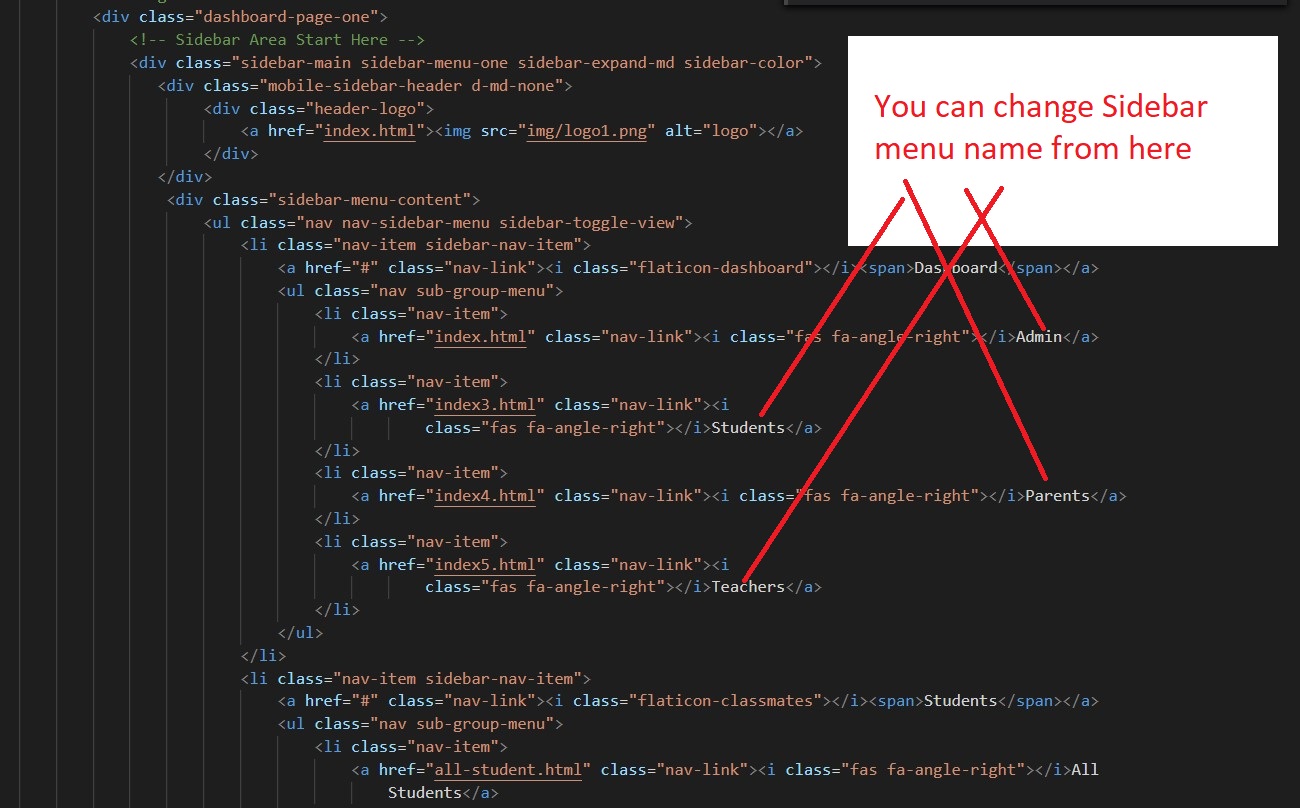 <div class="dashboard-page-one">
<!-- Sidebar Area Start Here -->
<div class="sidebar-main sidebar-menu-one sidebar-expand-md sidebar-color">
<div class="mobile-sidebar-header d-md-none">
<div class="header-logo">
<a href="index.html"><img src="img/logo1.png" alt="logo"></a>
</div>
</div>
<div class="sidebar-menu-content">
<ul class="nav nav-sidebar-menu sidebar-toggle-view">
<li class="nav-item sidebar-nav-item">
<a href="#" class="nav-link"><i class="flaticon-dashboard"></i><span>Dashboard</span></a>
<ul class="nav sub-group-menu">
<li class="nav-item">
<a href="index.html" class="nav-link"><i class="fas fa-angle-right"></i>Admin</a>
</li>
<li class="nav-item">
<a href="index3.html" class="nav-link"><i
class="fas fa-angle-right"></i>Students</a>
</li>
<li class="nav-item">
<a href="index4.html" class="nav-link"><i class="fas fa-angle-right"></i>Parents</a>
</li>
<li class="nav-item">
<a href="index5.html" class="nav-link"><i
class="fas fa-angle-right"></i>Teachers</a>
</li>
</ul>
</li>
<li class="nav-item sidebar-nav-item">
<a href="#" class="nav-link"><i class="flaticon-classmates"></i><span>Students</span></a>
<ul class="nav sub-group-menu">
<li class="nav-item">
<a href="all-student.html" class="nav-link"><i class="fas fa-angle-right"></i>All
Students</a>
You can change Sidebar
menu name from here